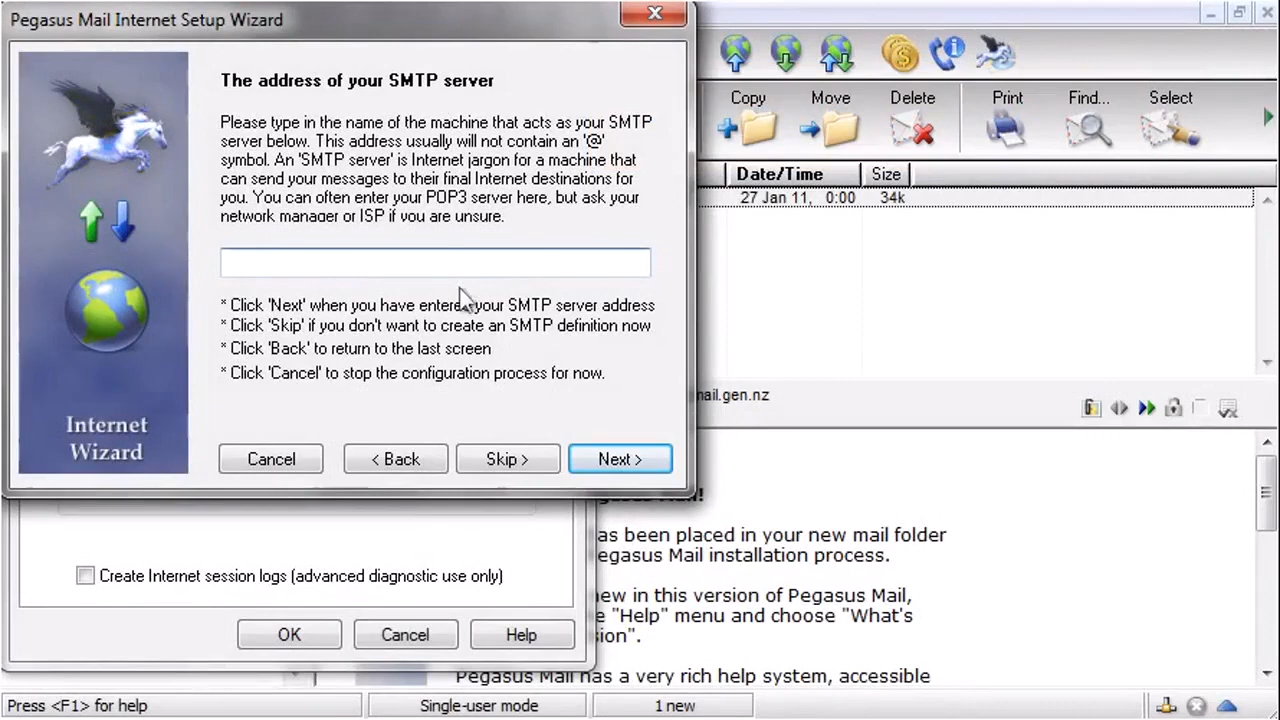 Pegasus Mail Internet Setup Wizard
The address of your SMTP server
Please type in the name of the machine that acts as your SMTP
server below. This address usually will not contain an '@'
symbol. An 'SMTP server' is Internet jargon for a machine that
can send your messages to their final Internet destinations for
you. You can often enter your POP3 server here, but ask your
network manager or ISP if you are unsure.
* Click 'Next' when you have entered your SMTP server address
* Click 'Skip' if you don't want to create an SMTP definition now
* Click 'Back' to return to the last screen
* Click 'Cancel' to stop the configuration process for now.
Internet
Wizard
Cancel
< Back
Skip >
Next >
Copy
Move
Delete
Print
Find...
Select
Date/Time
Size
27 Jan 11, 0:00
34k
mail.gen.nz
Create Internet session logs (advanced diagnostic use only)
OK
Cancel
Help
as been placed in your new mail folder
egasus Mail installation process.
ew in this version of Pegasus Mail,
e "Help" menu and choose "What's
sion".
Pegasus Mail has a very rich help system, accessible
Press <F1> for help
Single-user mode
1 new